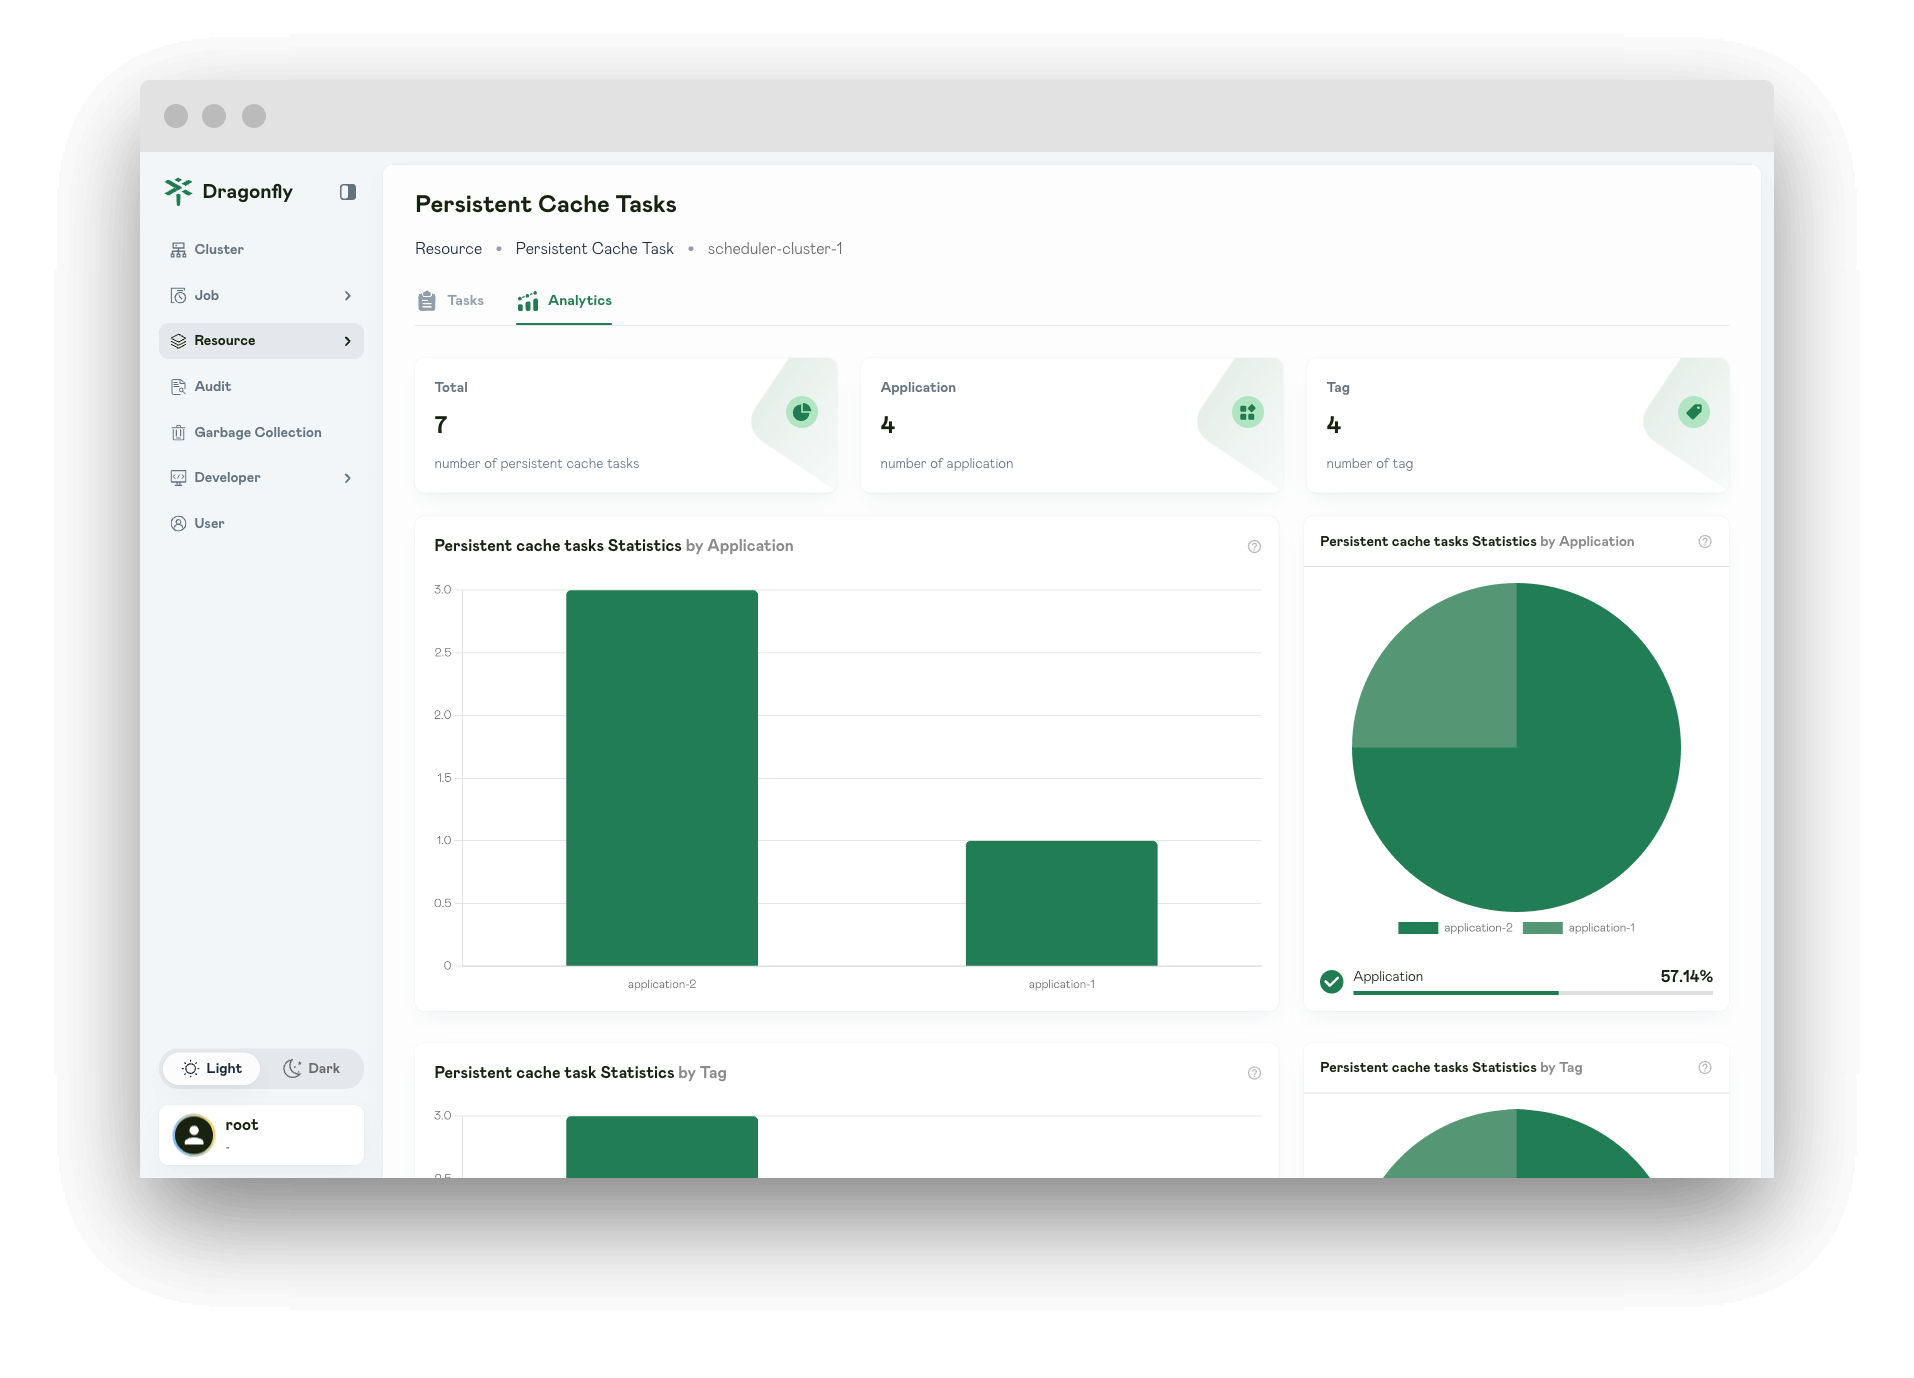 Dragonfly
Cluster
Job
Resource
Audit
Garbage Collection
Developer
User
Light
Dark
root
-
Persistent Cache Tasks
Resource • Persistent Cache Task • scheduler-cluster-1
Tasks
Analytics
Total
7
number of persistent cache tasks
Application
4
number of application
Tag
4
number of tag
Persistent cache tasks Statistics by Application
3.0
2.5
2.0
1.5
1.0
0.5
0
application-2
application-1
Persistent cache tasks Statistics by Application
application-2
application-1
Application
57.14%
Persistent cache task Statistics by Tag
3.0
2.5
Persistent cache tasks Statistics by Tag